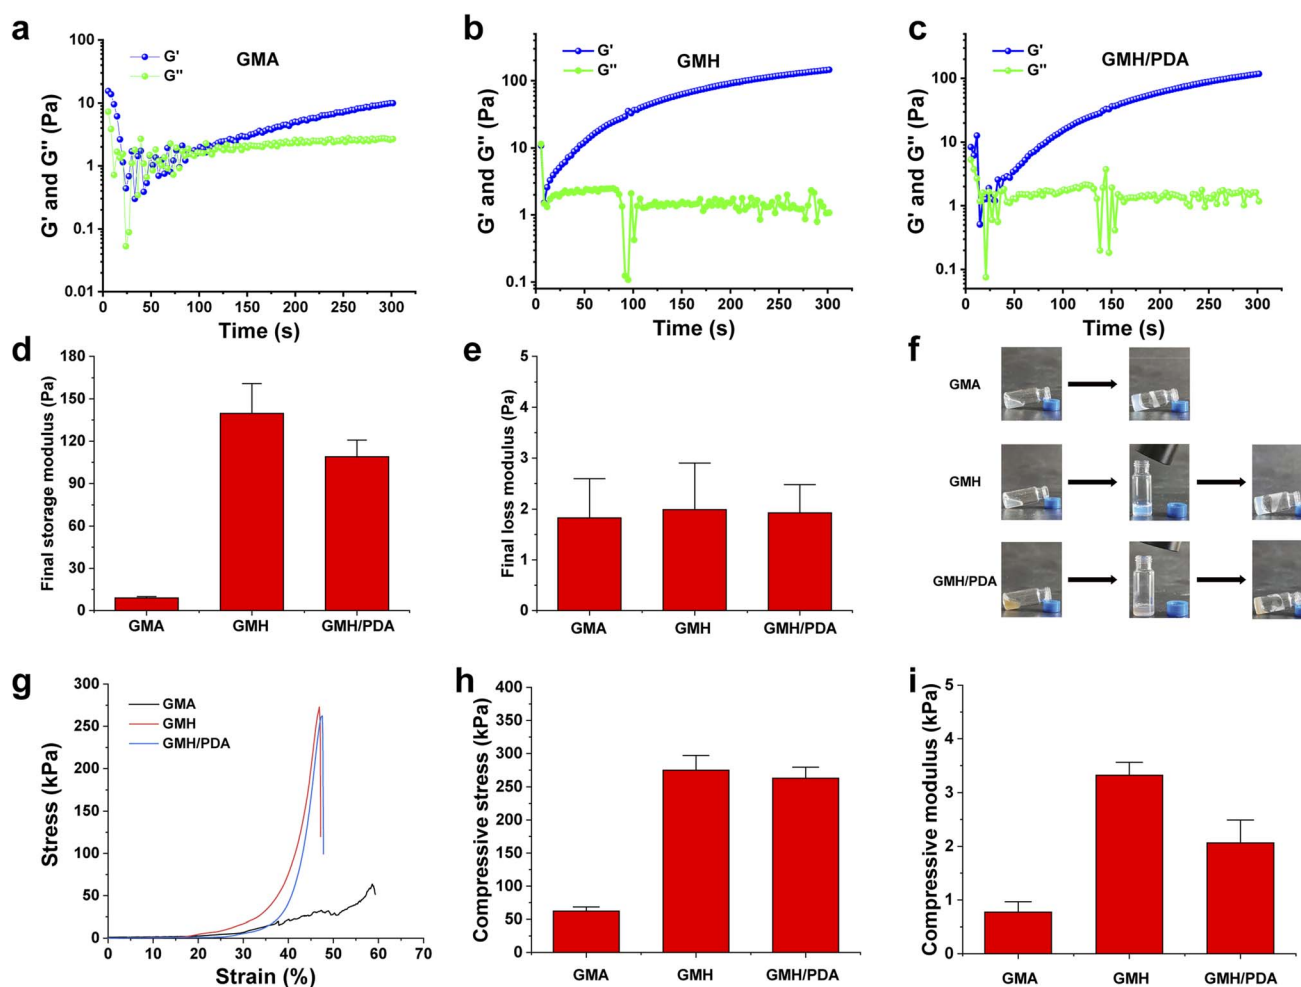 a
GMA
G'
G''
G' and G'' (Pa)
100
10
1
0.1
0.01
0
50
100
150
200
250
300
Time (s)
b
GMH
G'
G''
G' and G'' (Pa)
100
10
1
0.1
0
50
100
150
200
250
300
Time (s)
c
GMH/PDA
G'
G''
G' and G'' (Pa)
100
10
1
0.1
0
50
100
150
200
250
300
Time (s)
d
Final storage modulus (Pa)
180
150
120
90
60
30
0
GMA
GMH
GMH/PDA
e
Final loss modulus (Pa)
5
4
3
2
1
0
GMA
GMH
GMH/PDA
f
GMA
GMH
GMH/PDA
g
GMA
GMH
GMH/PDA
Stress (kPa)
300
250
200
150
100
50
0
0
10
20
30
40
50
60
70
Strain (%)
h
Compressive stress (kPa)
400
350
300
250
200
150
100
50
0
GMA
GMH
GMH/PDA
i
Compressive modulus (kPa)
5
4
3
2
1
0
GMA
GMH
GMH/PDA